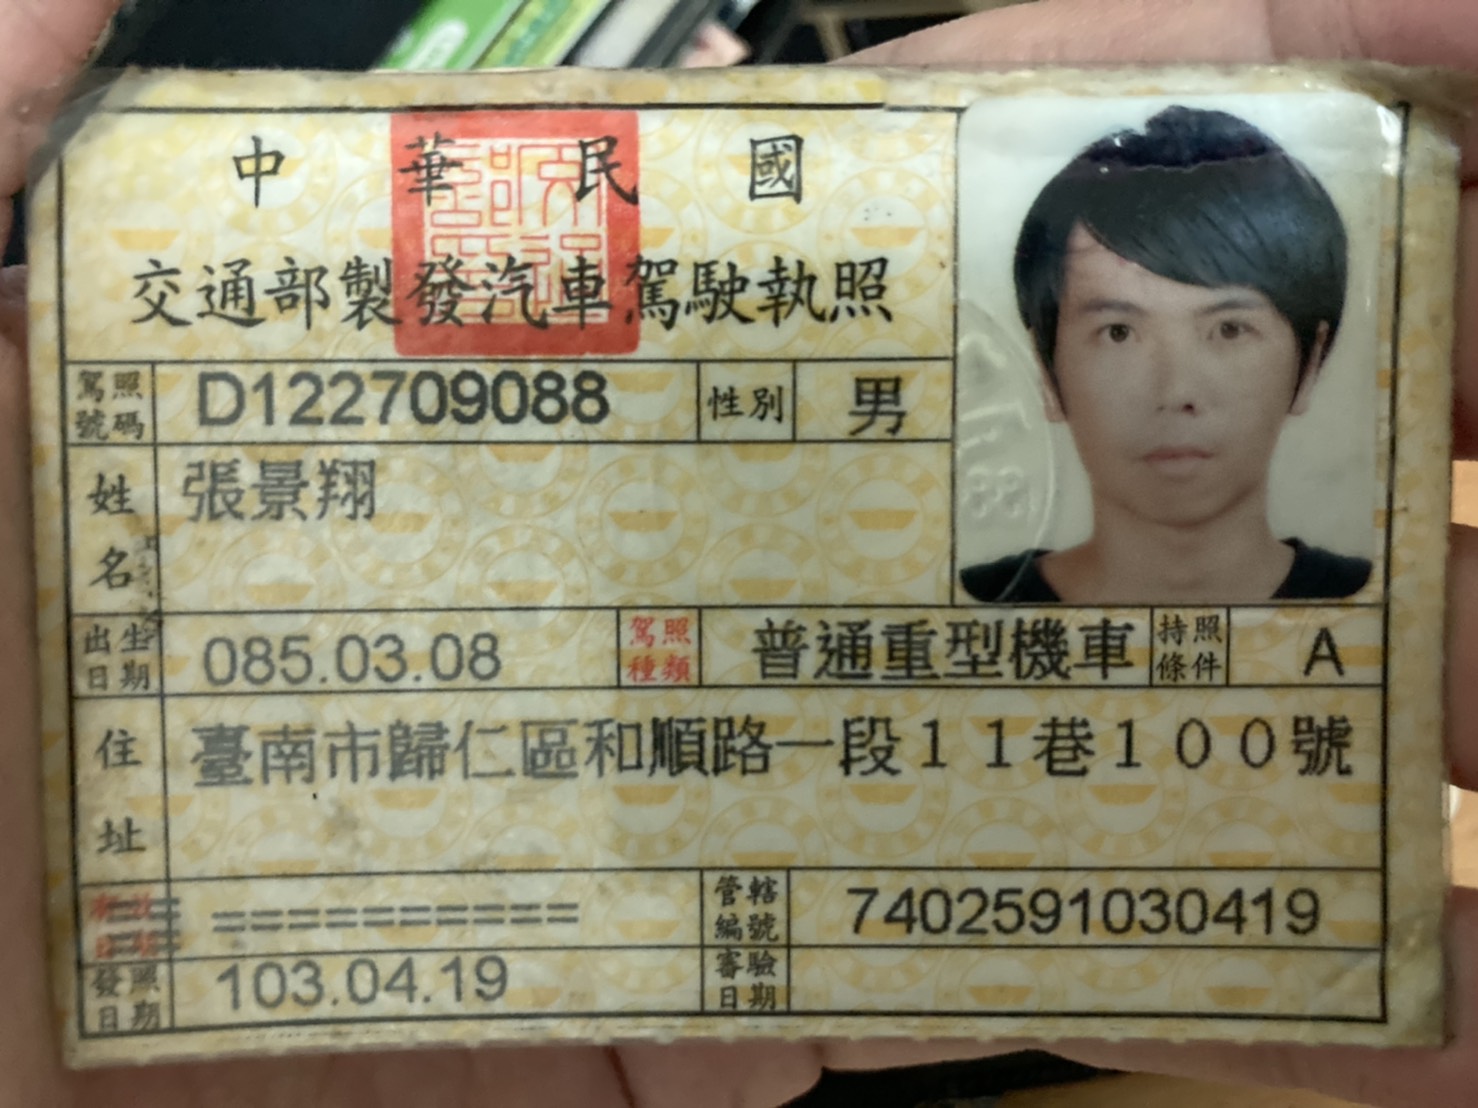 中華民國
交通部製發汽車駕駛執照
駕照號碼 D122709088 性別 男
姓名 張景翔
出生日期 085.03.08 駕照種類 普通重型機車 持照條件 A
住址 臺南市歸仁區和順路一段11巷100號
========== 管轄編號 7402591030419
發照日期 103.04.19 審驗日期